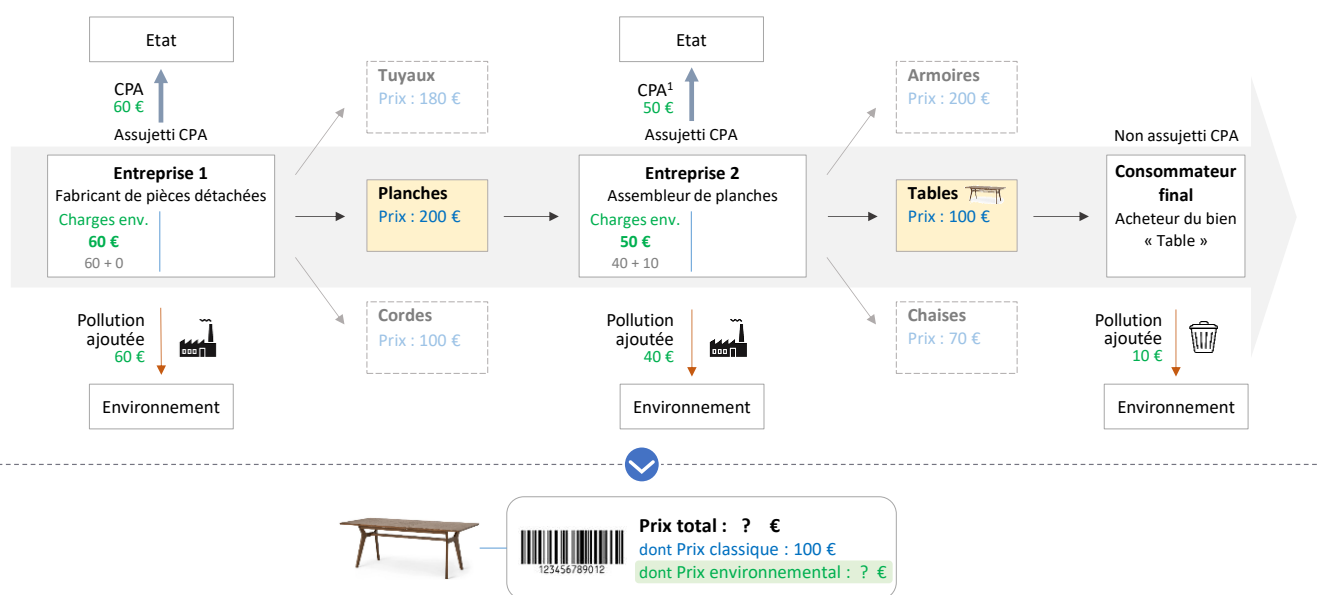 Etat
CPA
60 €
Assujetti CPA
Entreprise 1
Fabricant de pièces détachées
Charges env.
60 €
60 + 0
Pollution
ajoutée
60 €
Environnement
Tuyaux
Prix : 180 €
Planches
Prix : 200 €
Cordes
Prix : 100 €
Etat
CPA¹
50 €
Assujetti CPA
Entreprise 2
Assembleur de planches
Charges env.
50 €
40 + 10
Pollution
ajoutée
40 €
Environnement
Armoires
Prix : 200 €
Tables
Prix : 100 €
Chaises
Prix : 70 €
Non assujetti CPA
Consommateur
final
Acheteur du bien
« Table »
Pollution
ajoutée
10 €
Environnement
123456789012
Prix total : ? €
dont Prix classique : 100 €
dont Prix environnemental : ? €